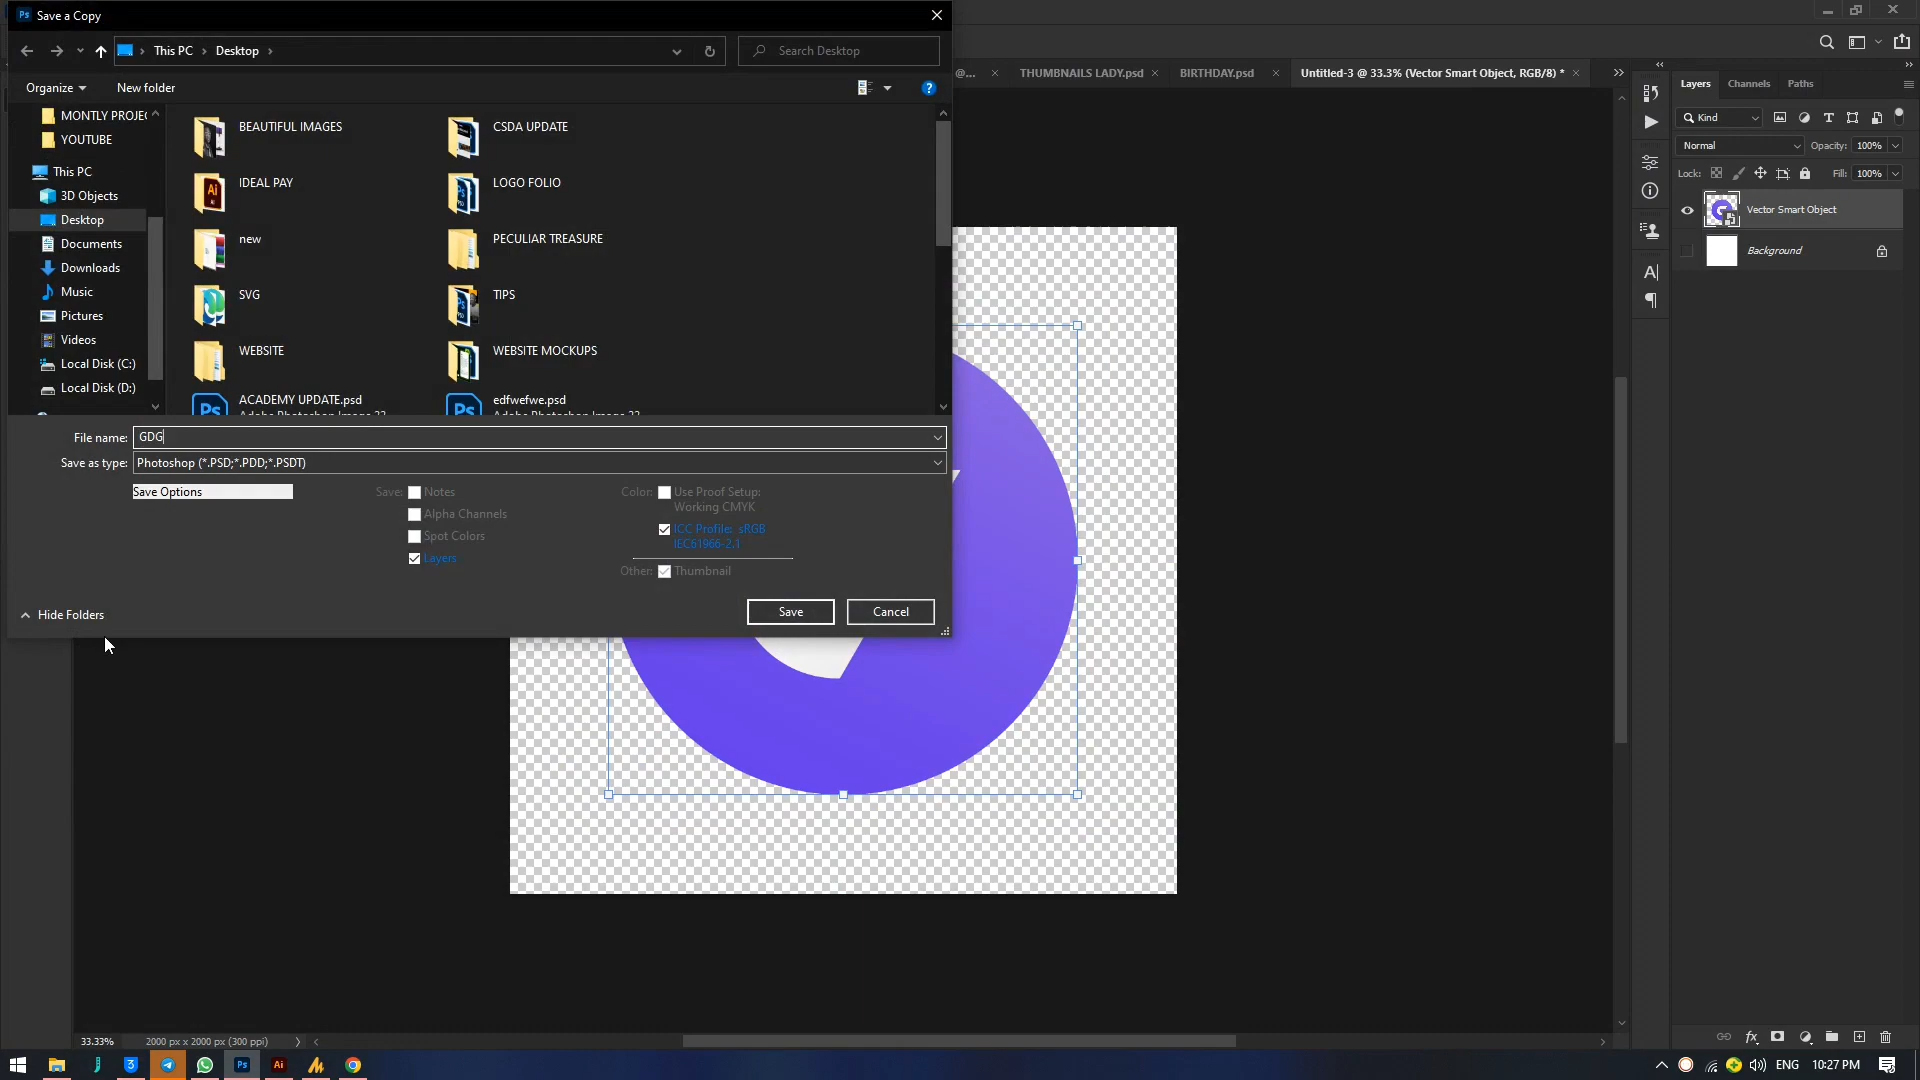 Ps Save a Copy
This PC
Desktop
Search Desktop
Organize
New folder
MONTLY PROJEC
YOUTUBE
This PC
3D Objects
Desktop
Documents
Downloads
Music
Pictures
Videos
Local Disk (C:)
Local Disk (D:)
BEAUTIFUL IMAGES
CSDA UPDATE
IDEAL PAY
LOGO FOLIO
new
PECULIAR TREASURE
SVG
TIPS
WEBSITE
WEBSITE MOCKUPS
ACADEMY UPDATE.psd
Adobe Photoshop Image 22
edfwefwe.psd
Adobe Photoshop Image 22
File name: GDG
Save as type: Photoshop (*.PSD;*.PDD;*.PSDT)
Save Options
Save: Notes
Alpha Channels
Spot Colors
Layers
Color: Use Proof Setup:
Working CMYK
ICC Profile: sRGB
IEC61966-2.1
Other: Thumbnail
Hide Folders
Save
Cancel
@...
THUMBNAILS LADY.psd
BIRTHDAY.psd
Untitled-3 @ 33.3% (Vector Smart Object, RGB/8) *
Layers
Channels
Paths
Kind
Normal
Opacity: 100%
Lock:
Fill: 100%
Vector Smart Object
Background
33.33%
2000 px x 2000 px (300 ppi)
Ps
Ai
ENG
10:27 PM